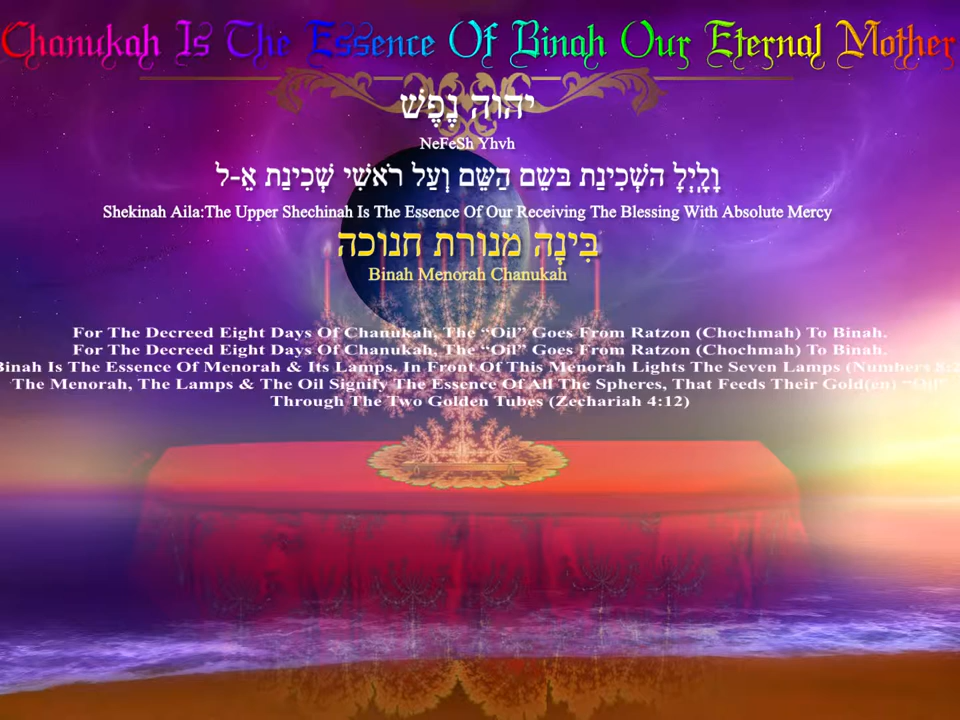 Chanukah Is The Essence Of Binah Our Eternal Mother
יהוה נֶפֶשׁ
NeFeSh Yhvh
הַשְּׁכִינַת בּשֵׁם הַשֵּׁם וְעַל רֹאשִׁי שְׁכִינַת אֵ-ל
Shekinah Aila:The Upper Shechinah Is The Essence Of Our Receiving The Blessing With Absolute Mercy
בִּינָה מנורת חנוכה
Binah Menorah Chanukah
For The Decreed Eight Days Of Chanukah, The “Oil” Goes From Ratzon (Chochmah) To Binah.
For The Decreed Eight Days Of Chanukah, The “Oil” Goes From Ratzon (Chochmah) To Binah.
Binah Is The Essence Of Menorah & Its Lamps. In Front Of This Menorah Lights The Seven Lamps (Numbers 8:2
The Menorah, The Lamps & The Oil Signify The Essence Of All The Spheres, That Feeds Their Gold(en) “Oil”
Through The Two Golden Tubes (Zechariah 4:12)